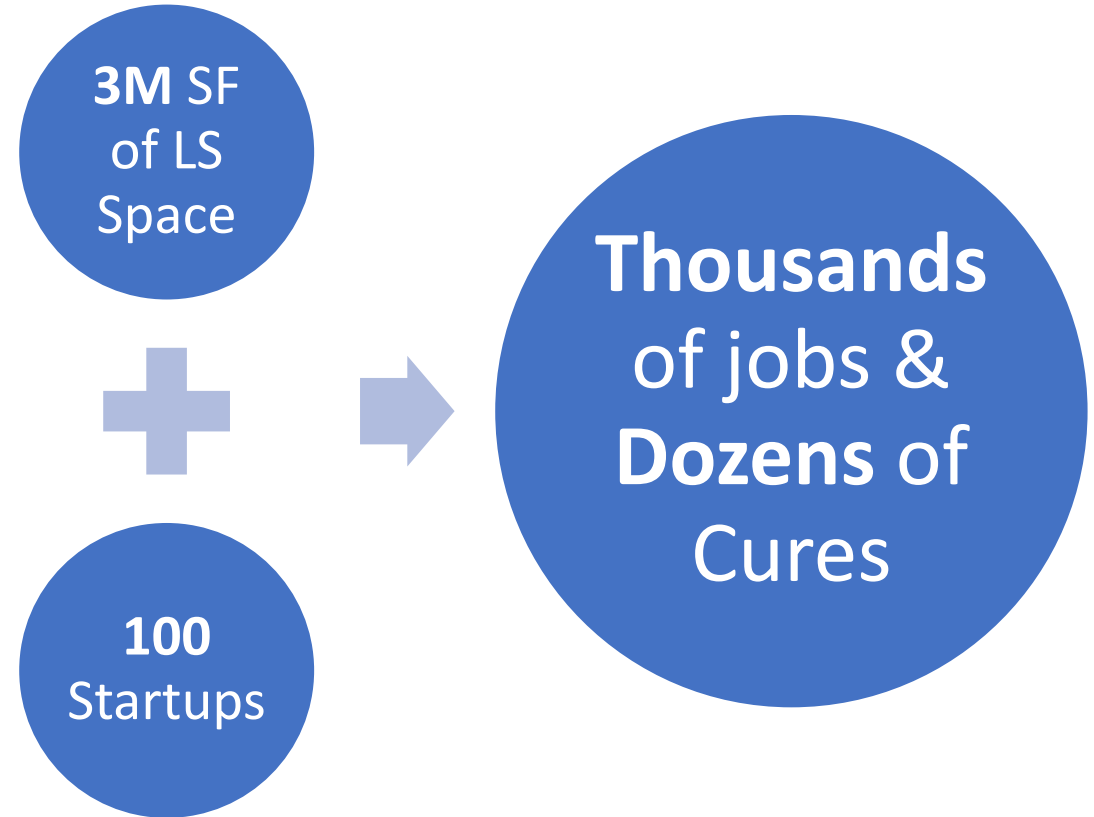 3M SF
of LS
Space
100
Startups
Thousands
of jobs &
Dozens of
Cures